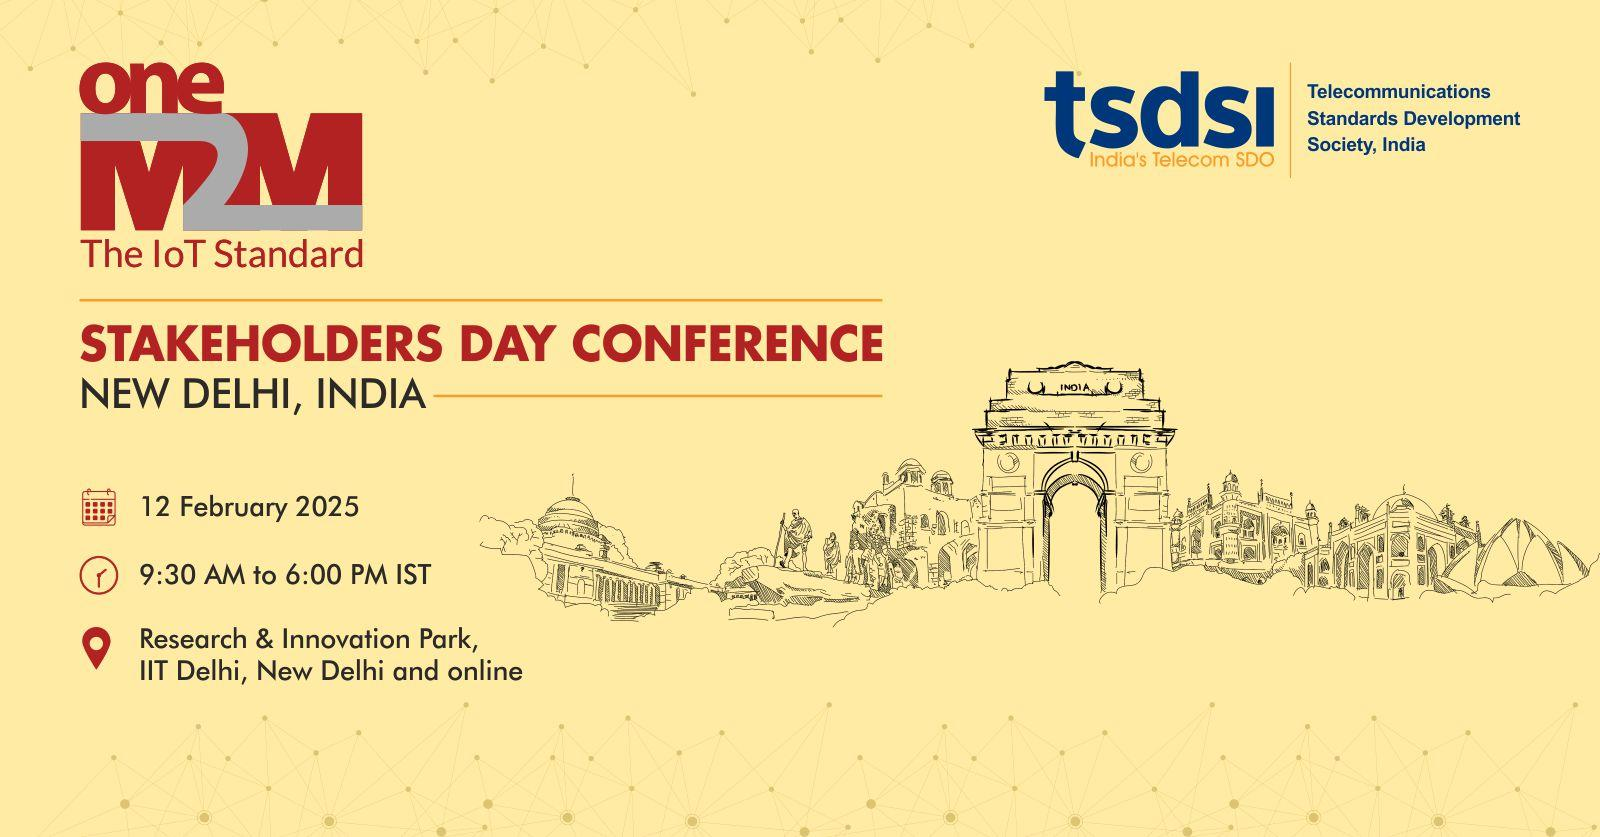 one
M2M
The IoT Standard
tsdsi
India's Telecom SDO
Telecommunications
Standards Development
Society, India
STAKEHOLDERS DAY CONFERENCE
NEW DELHI, INDIA
INDIA
12 February 2025
9:30 AM to 6:00 PM IST
Research & Innovation Park,
IIT Delhi, New Delhi and online